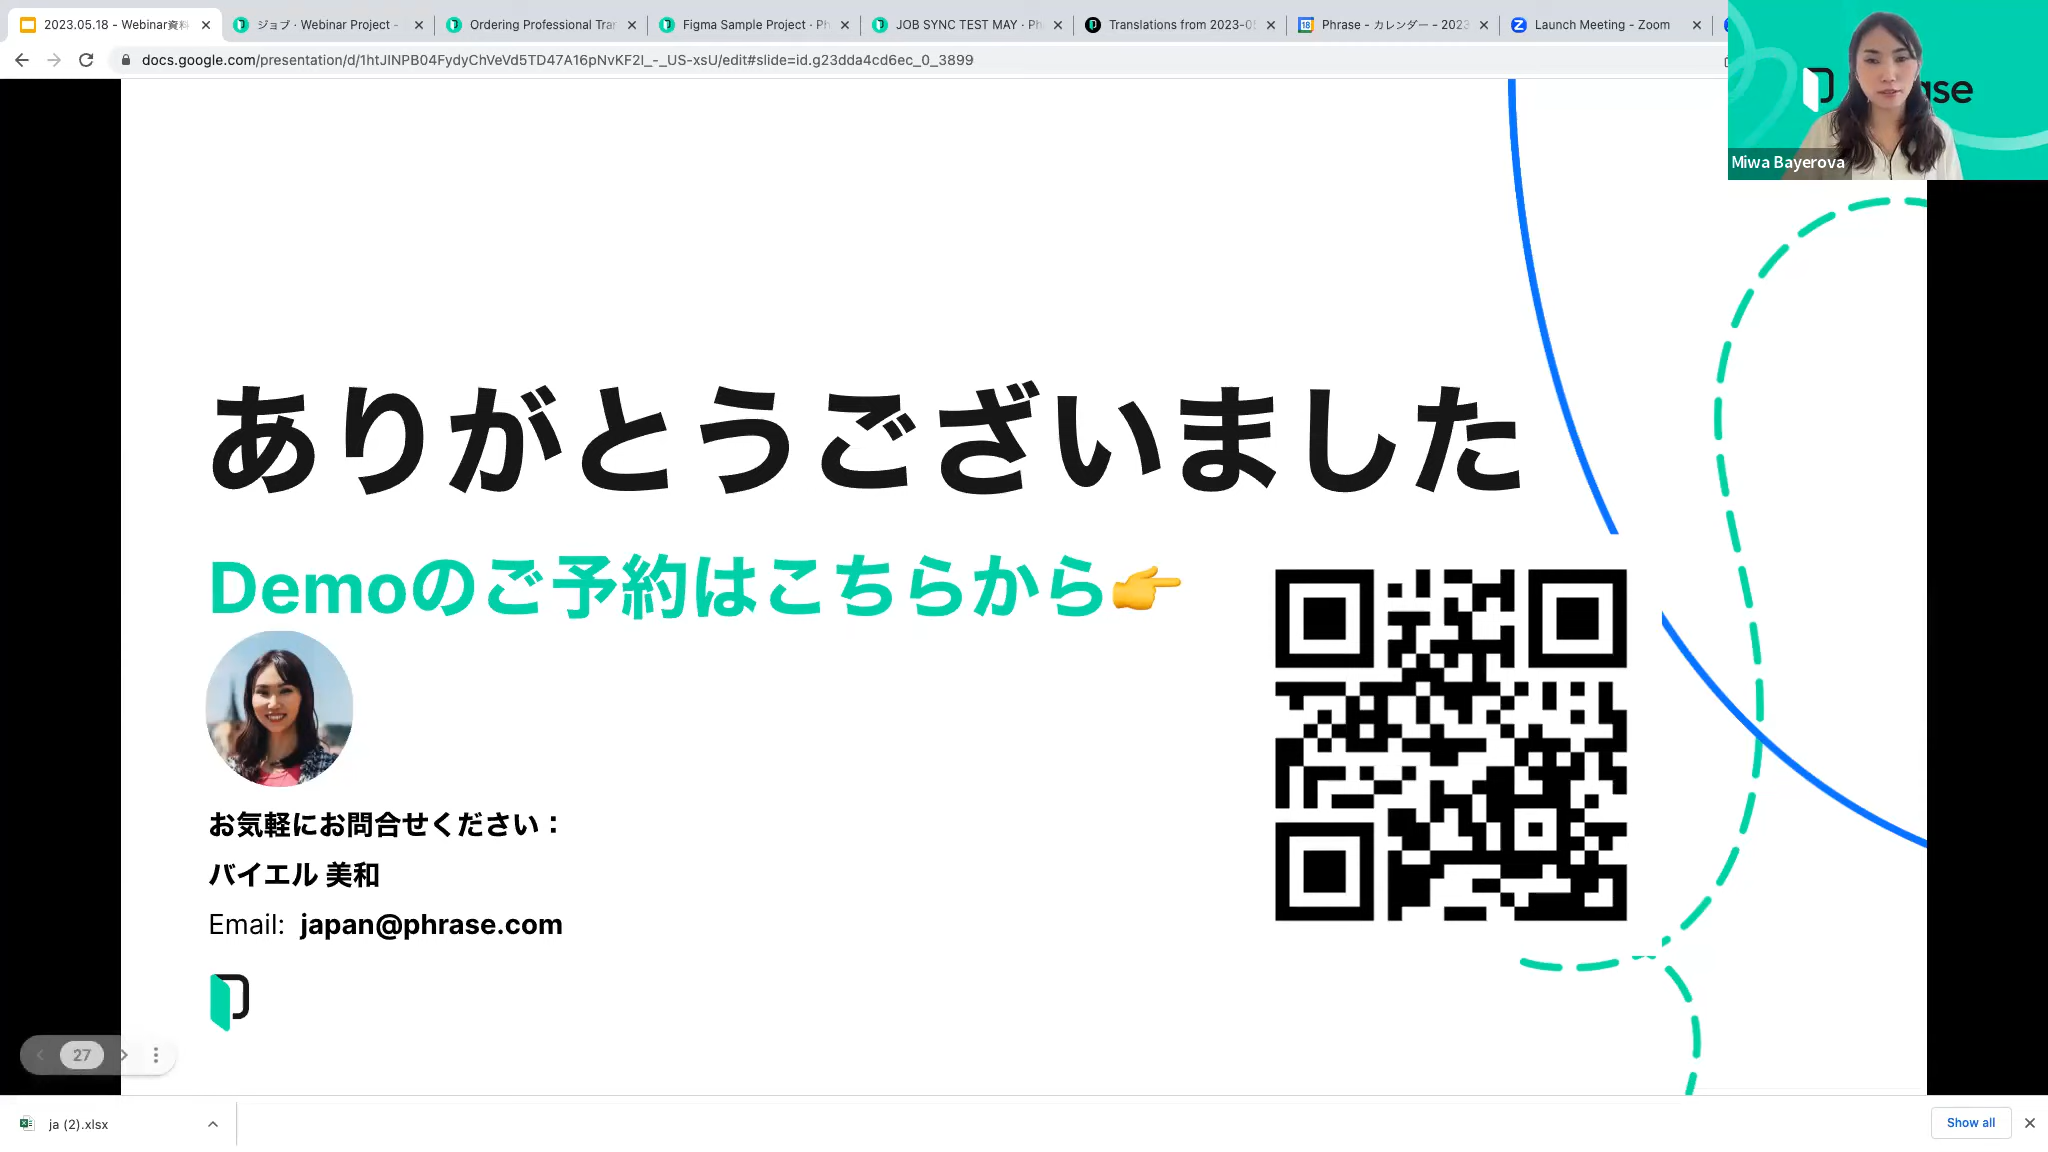 2023.05.18 - Webinar資料
ジョブ · Webinar Project -
Ordering Professional Tran
Figma Sample Project · Ph
JOB SYNC TEST MAY · Ph
Translations from 2023-05
18
Phrase - カレンダー - 2023
Launch Meeting - Zoom
docs.google.com/presentation/d/1htJINPB04FydyChVeVd5TD47A16pNvKF2I_-_US-xsU/edit#slide=id.g23dda4cd6ec_0_3899
Miwa Bayerova
ありがとうございました
Demoのご予約はこちらから👉
お気軽にお問合せください：
バイエル 美和
Email: japan@phrase.com
27
ja (2).xlsx
Show all